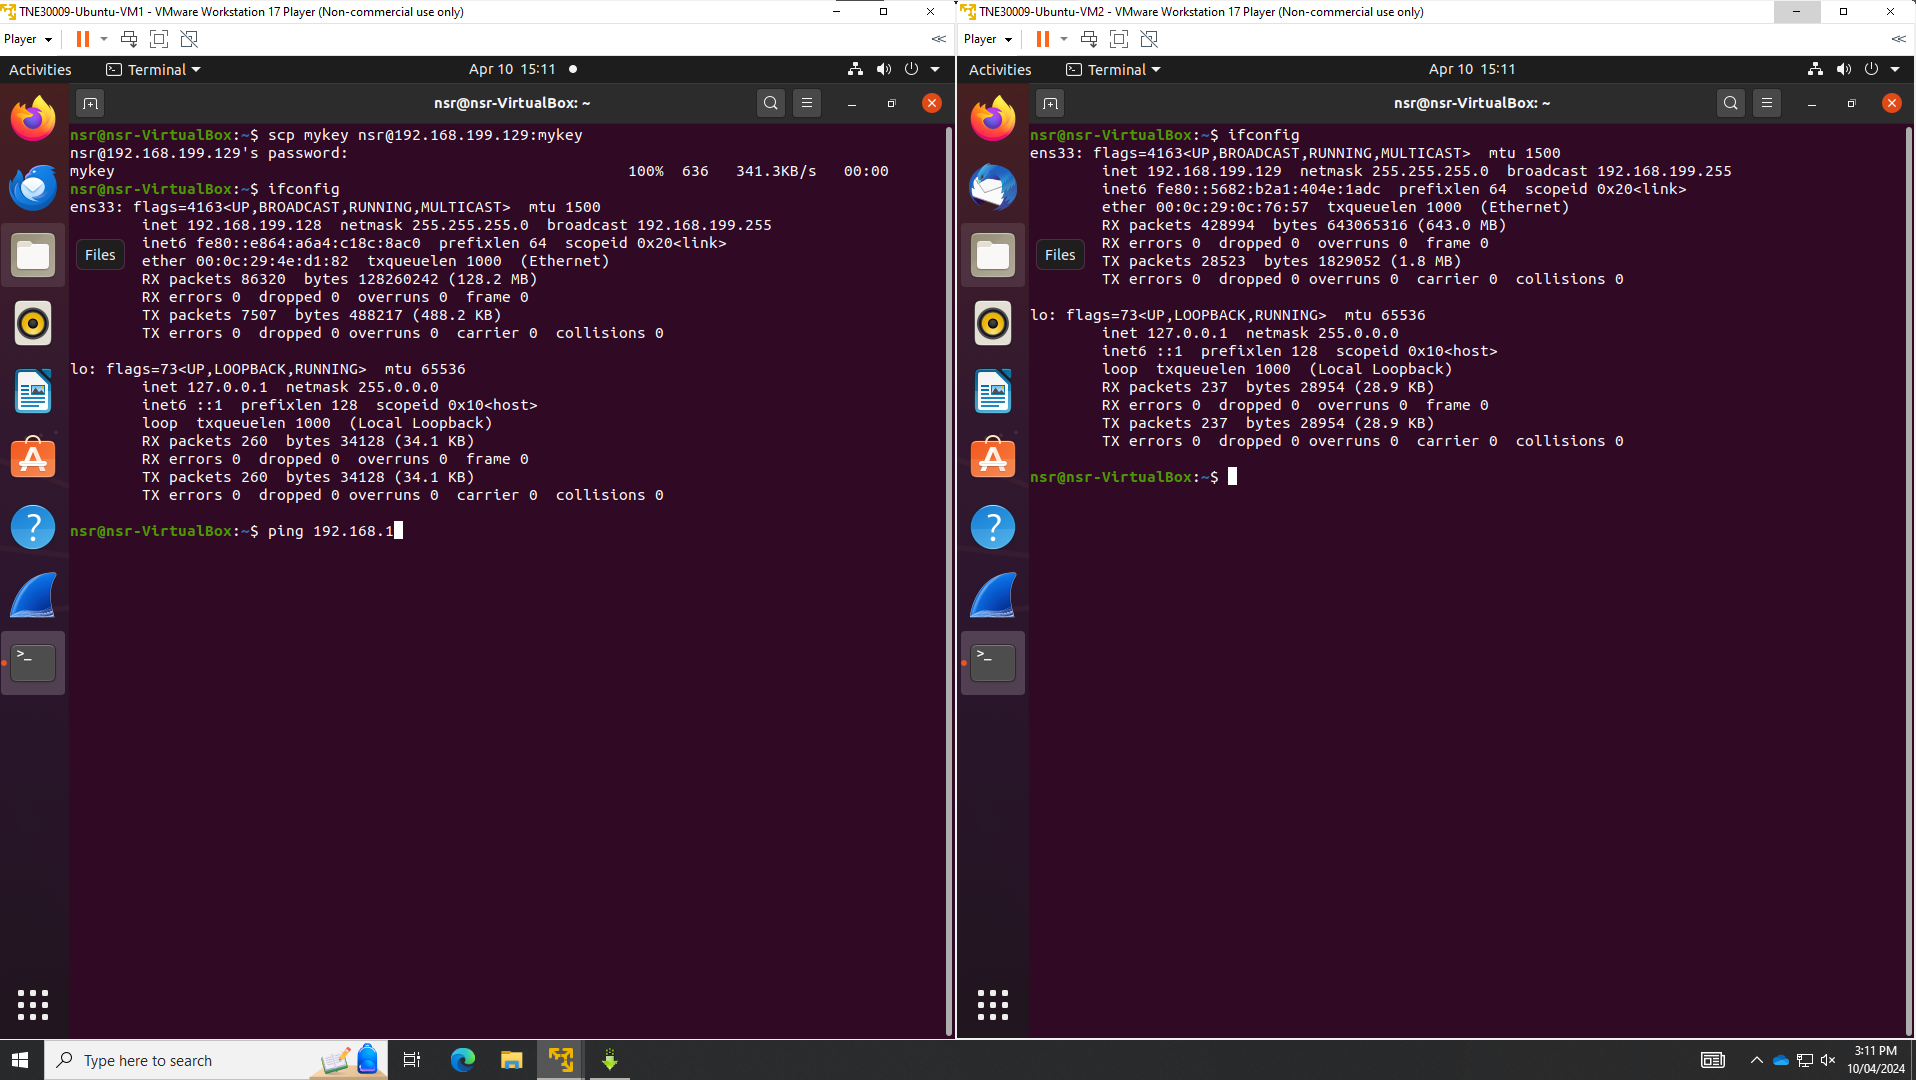 TNE30009-Ubuntu-VM1 - VMware Workstation 17 Player (Non-commercial use only)
Player
Activities
Terminal
Apr 10 15:11
nsr@nsr-VirtualBox: ~
nsr@nsr-VirtualBox:~$ scp mykey nsr@192.168.199.129:mykey
nsr@192.168.199.129's password:
mykey 100% 636 341.3KB/s 00:00
nsr@nsr-VirtualBox:~$ ifconfig
ens33: flags=4163<UP,BROADCAST,RUNNING,MULTICAST> mtu 1500
inet 192.168.199.128 netmask 255.255.255.0 broadcast 192.168.199.255
inet6 fe80::e864:a6a4:c18c:8ac0 prefixlen 64 scopeid 0x20<link>
ether 00:0c:29:4e:d1:82 txqueuelen 1000 (Ethernet)
RX packets 86320 bytes 128260242 (128.2 MB)
RX errors 0 dropped 0 overruns 0 frame 0
TX packets 7507 bytes 488217 (488.2 KB)
TX errors 0 dropped 0 overruns 0 carrier 0 collisions 0
Files
lo: flags=73<UP,LOOPBACK,RUNNING> mtu 65536
inet 127.0.0.1 netmask 255.0.0.0
inet6 ::1 prefixlen 128 scopeid 0x10<host>
loop txqueuelen 1000 (Local Loopback)
RX packets 260 bytes 34128 (34.1 KB)
RX errors 0 dropped 0 overruns 0 frame 0
TX packets 260 bytes 34128 (34.1 KB)
TX errors 0 dropped 0 overruns 0 carrier 0 collisions 0
nsr@nsr-VirtualBox:~$ ping 192.168.1
TNE30009-Ubuntu-VM2 - VMware Workstation 17 Player (Non-commercial use only)
Player
Activities
Terminal
Apr 10 15:11
nsr@nsr-VirtualBox: ~
nsr@nsr-VirtualBox:~$ ifconfig
ens33: flags=4163<UP,BROADCAST,RUNNING,MULTICAST> mtu 1500
inet 192.168.199.129 netmask 255.255.255.0 broadcast 192.168.199.255
inet6 fe80::5682:b2a1:404e:1adc prefixlen 64 scopeid 0x20<link>
ether 00:0c:29:0c:76:57 txqueuelen 1000 (Ethernet)
RX packets 428994 bytes 643065316 (643.0 MB)
RX errors 0 dropped 0 overruns 0 frame 0
TX packets 28523 bytes 1829052 (1.8 MB)
TX errors 0 dropped 0 overruns 0 carrier 0 collisions 0
Files
lo: flags=73<UP,LOOPBACK,RUNNING> mtu 65536
inet 127.0.0.1 netmask 255.0.0.0
inet6 ::1 prefixlen 128 scopeid 0x10<host>
loop txqueuelen 1000 (Local Loopback)
RX packets 237 bytes 28954 (28.9 KB)
RX errors 0 dropped 0 overruns 0 frame 0
TX packets 237 bytes 28954 (28.9 KB)
TX errors 0 dropped 0 overruns 0 carrier 0 collisions 0
nsr@nsr-VirtualBox:~$
Type here to search
3:11 PM
10/04/2024